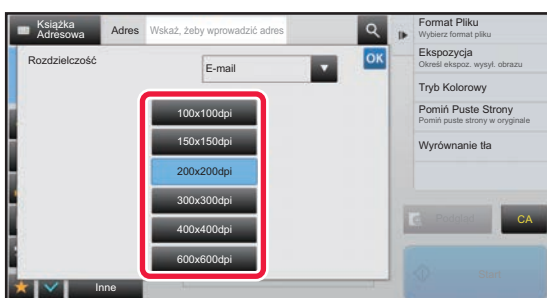 Książka
Adresowa
Adres
Wskaż, żeby wprowadzić adres
Rozdzielczość
E-mail
OK
100x100dpi
150x150dpi
200x200dpi
300x300dpi
400x400dpi
600x600dpi
Inne
Format Pliku
Wybierz format pliku
Ekspozycja
Określ ekspoz. wysył. obrazu
Tryb Kolorowy
Pomiń Puste Strony
Pomiń puste strony w oryginale
Wyrównanie tła
Podgląd
CA
Start